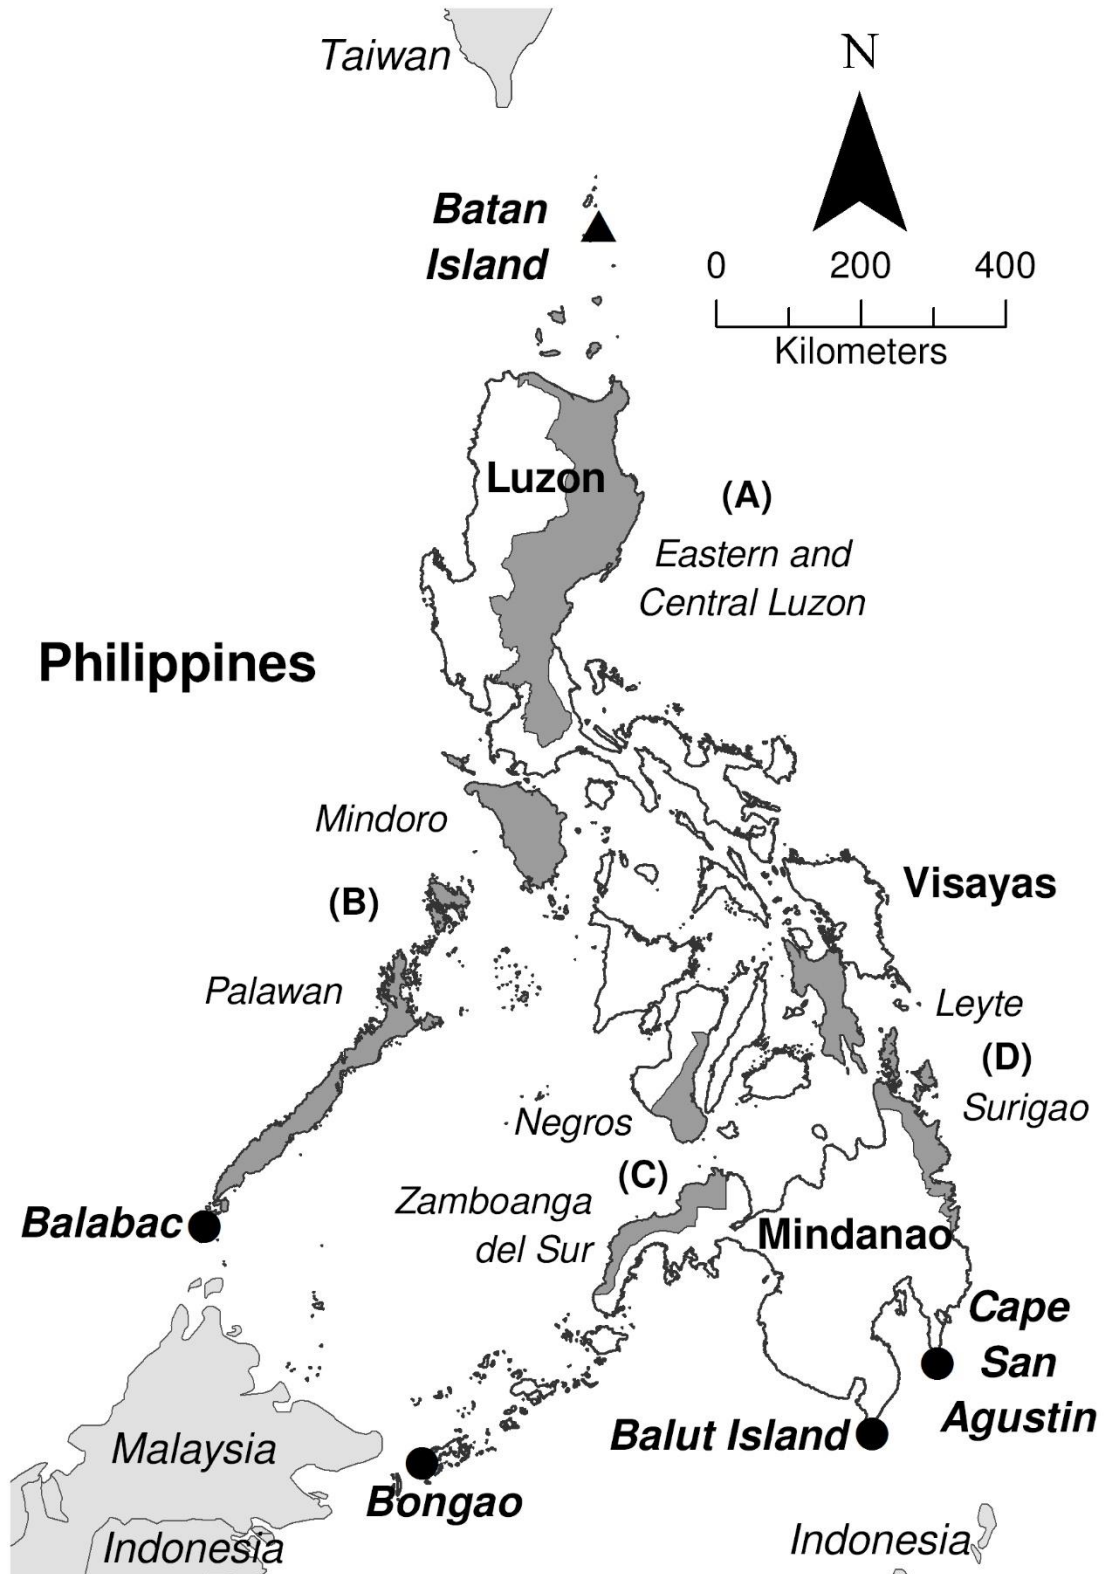 Taiwan
N
Batan
Island
0 200 400
Kilometers
Luzon
(A)
Eastern and
Central Luzon
Philippines
Mindoro
(B)
Visayas
Palawan
Leyte
(D)
Surigao
Negros
(C)
Zamboanga
del Sur
Balabac
Mindanao
Cape
San
Agustin
Balut Island
Malaysia
Bongao
Indonesia
Indonesia